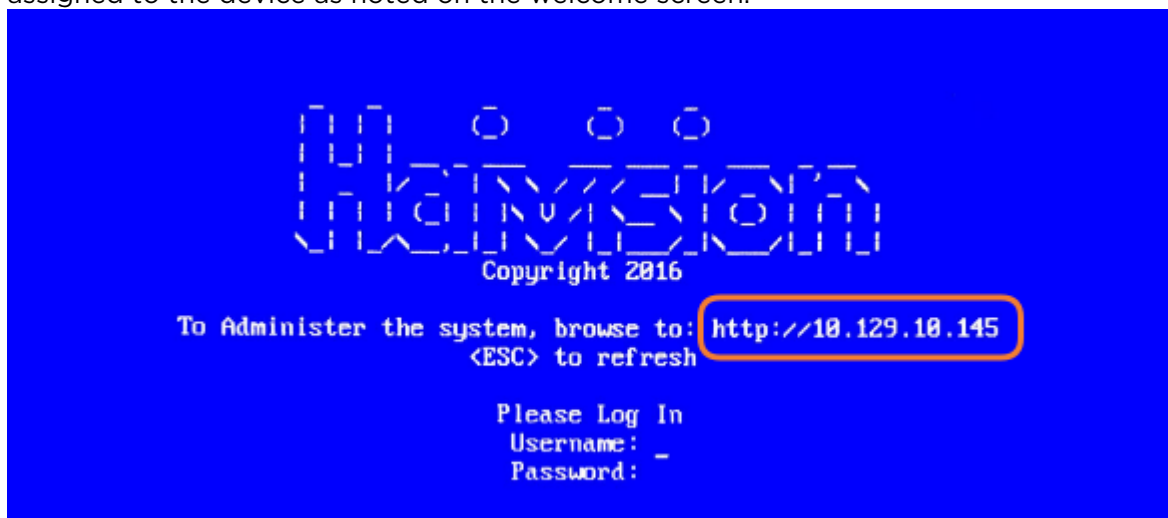 assigned to the device as noted on the welcome screen.
Haivision
Copyright 2016
To Administer the system, browse to: http://10.129.10.145
<ESC> to refresh
Please Log In
Username: _
Password: